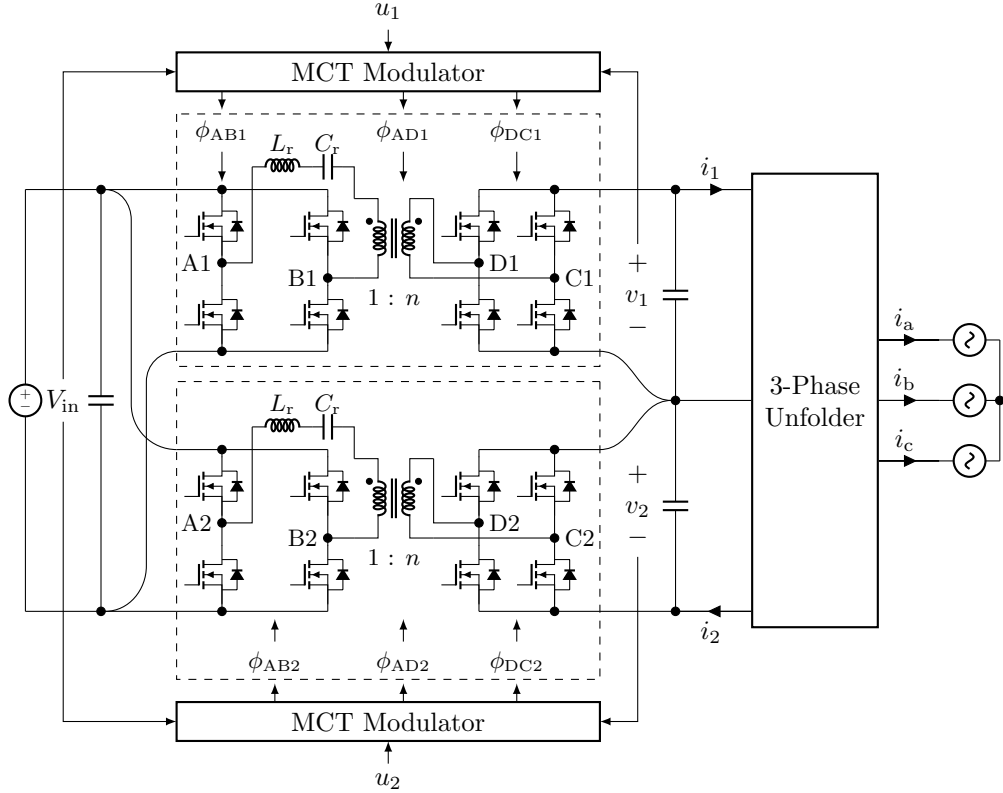 u1
MCT Modulator
ϕAB1 ϕAD1 ϕDC1
Lr Cr
A1
B1
1 : n
D1
C1
+
v1
−
i1
Vin
+
−
3-Phase
Unfolder
ia
ib
ic
Lr Cr
A2
B2
1 : n
D2
C2
+
v2
−
i2
ϕAB2 ϕAD2 ϕDC2
MCT Modulator
u2